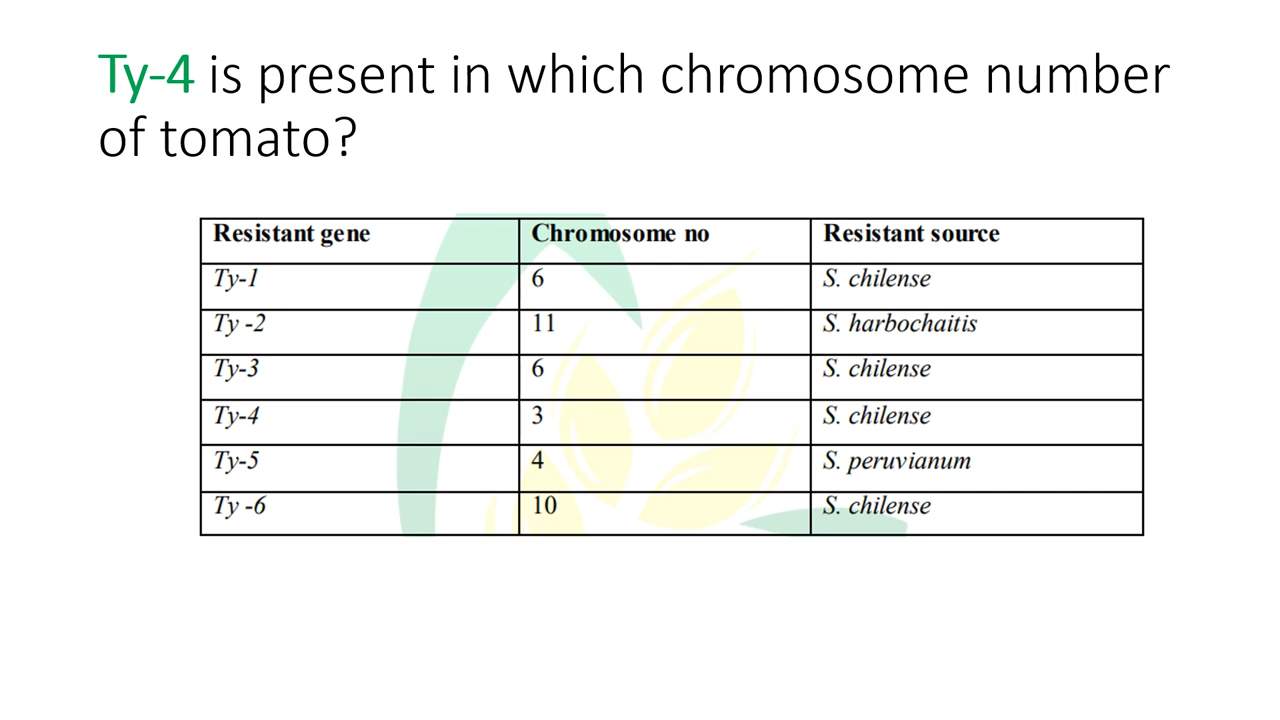 Ty-4 is present in which chromosome number
of tomato?
Resistant gene Chromosome no Resistant source
Ty-1 6 S. chilense
Ty -2 11 S. harbochaitis
Ty-3 6 S. chilense
Ty-4 3 S. chilense
Ty-5 4 S. peruvianum
Ty -6 10 S. chilense